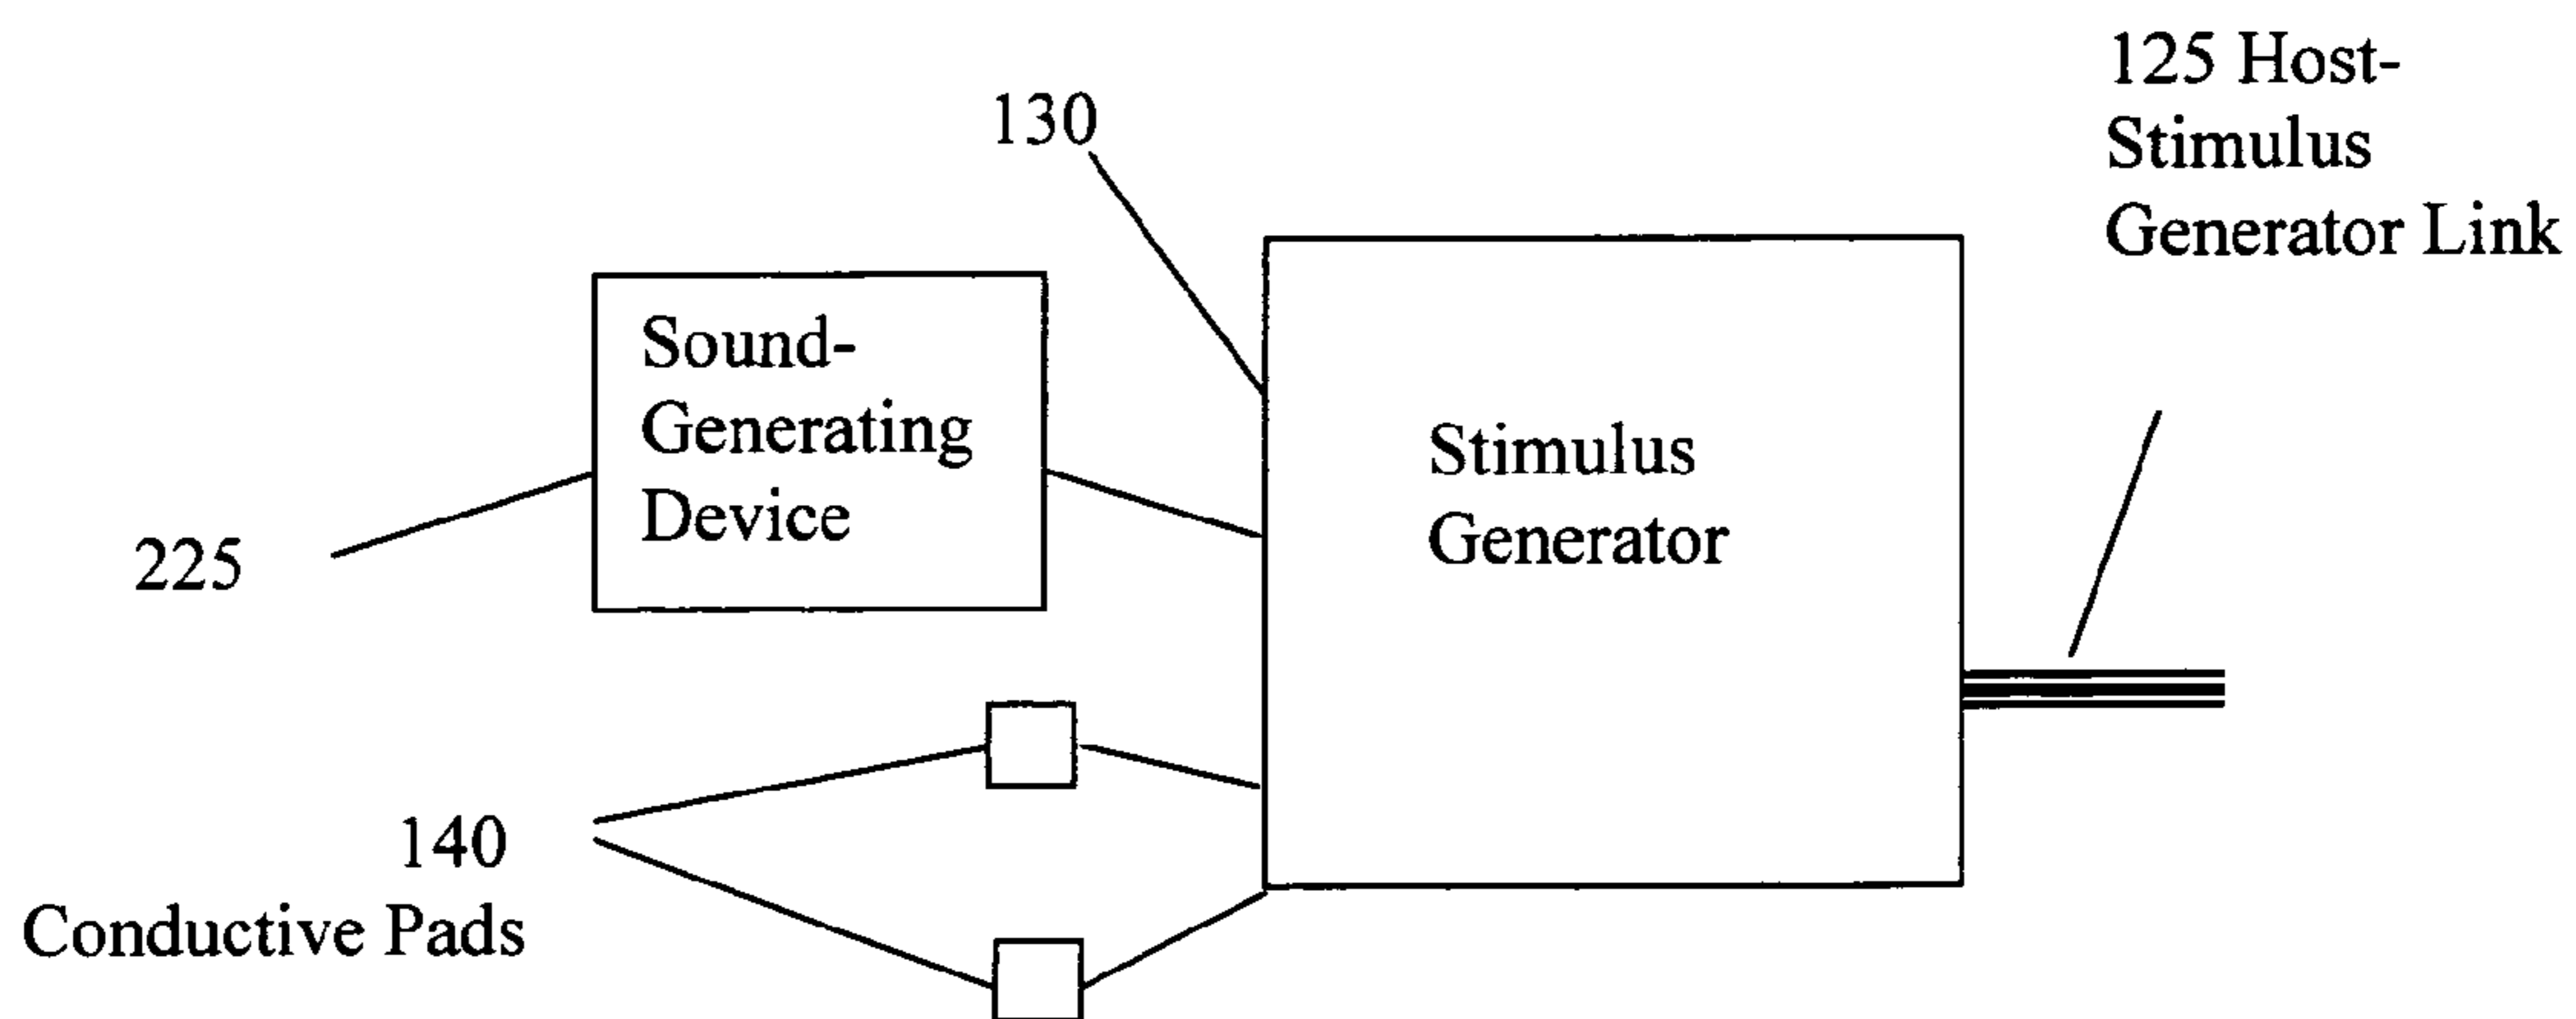 125 Host-
Stimulus
Generator Link
130
Sound-
Generating
Device
Stimulus
Generator
225
140
Conductive Pads